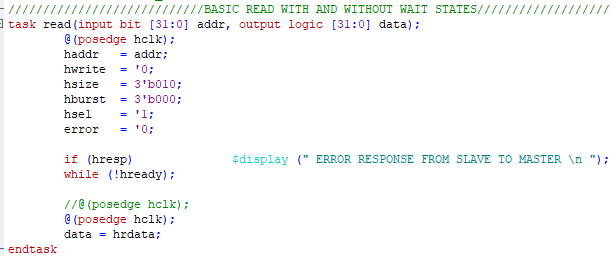 ///////////////////////////BASIC READ WITH AND WITHOUT WAIT STATES///////////////////
task read(input bit [31:0] addr, output logic [31:0] data);
@(posedge hclk);
haddr = addr;
hwrite = '0;
hsize = 3'b010;
hburst = 3'b000;
hsel = '1;
error = '0;
if (hresp) $display (" ERROR RESPONSE FROM SLAVE TO MASTER \n ");
while (!hready);
//@(posedge hclk);
@(posedge hclk);
data = hrdata;
endtask